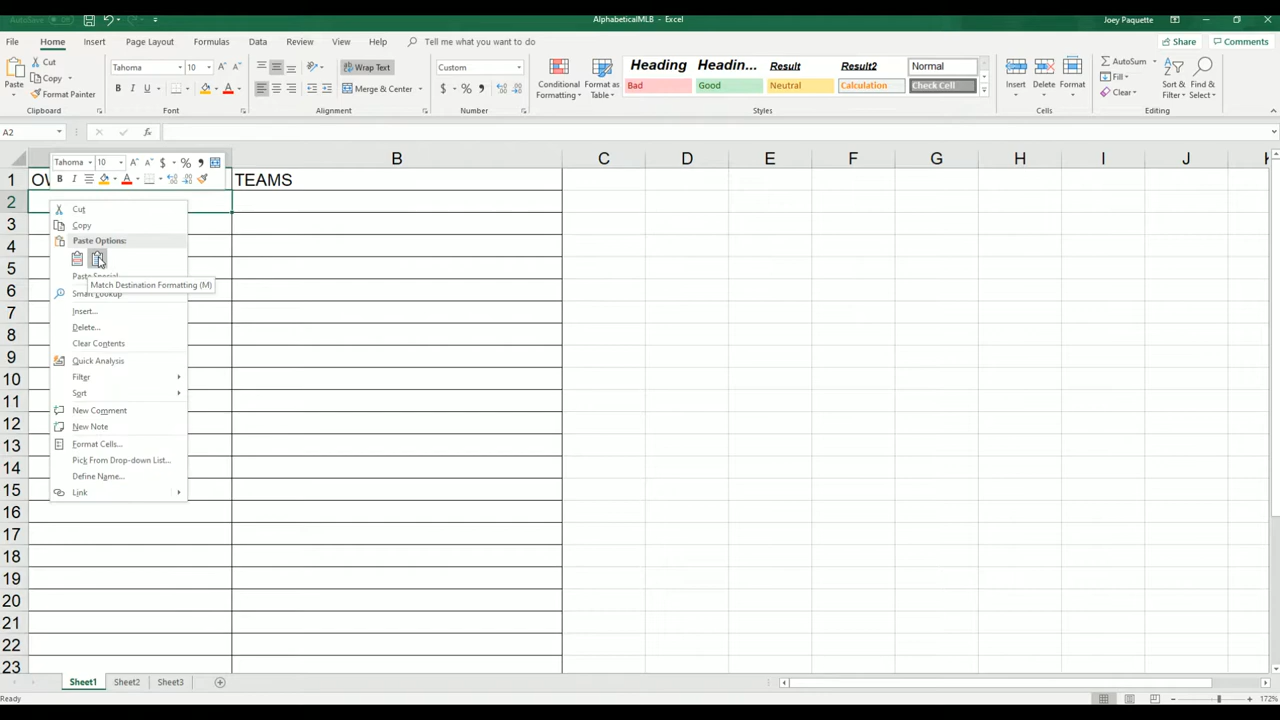 AutoSave
AlphabeticalMLB - Excel
Joey Paquette
File Home Insert Page Layout Formulas Data Review View Help Tell me what you want to do Share Comments
Paste
Cut
Copy
Format Painter
Clipboard
Tahoma 10
B I U
Font
Wrap Text
Merge & Center
Alignment
Custom
$ % ,
Number
Conditional Formatting
Format as Table
Heading Headin... Result Result2 Normal
Bad Good Neutral Calculation Check Cell
Styles
Insert Delete Format
Cells
AutoSum
Fill
Clear
Sort & Filter
Find & Select
Editing
A2
fx
B C D E F G H I J
1 TEAMS
2
3
4
5
6
7
8
9
10
11
12
13
14
15
16
17
18
19
20
21
22
23
Tahoma 10 $ % ,
B I
Cut
Copy
Paste Options:
Paste Special...
Match Destination Formatting (M)
Smart Lookup
Insert...
Delete...
Clear Contents
Quick Analysis
Filter
Sort
New Comment
New Note
Format Cells...
Pick From Drop-down List...
Define Name...
Link
Sheet1 Sheet2 Sheet3
Ready
172%